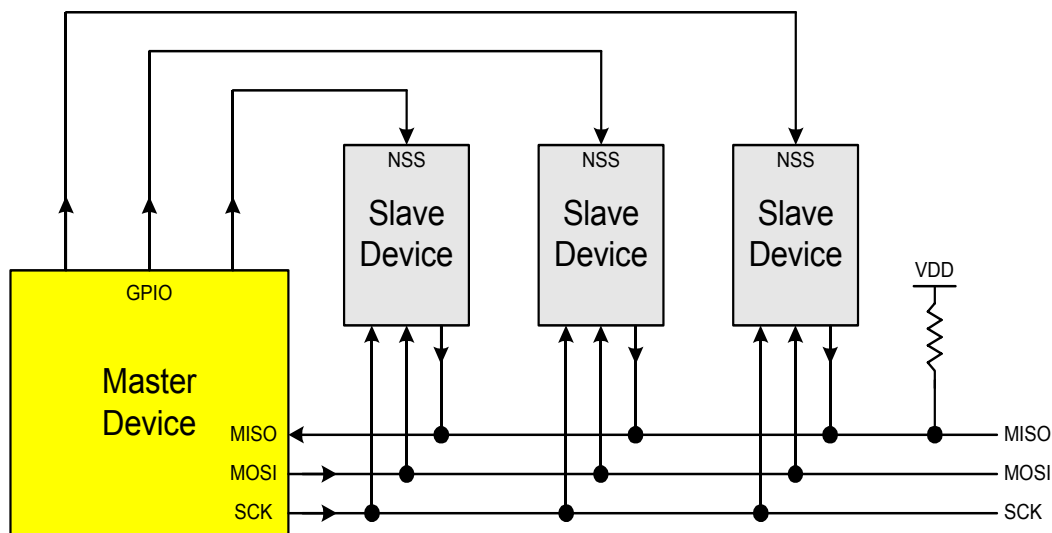 NSS
NSS
NSS
Slave
Device
Slave
Device
Slave
Device
VDD
GPIO
Master
Device
MISO
MISO
MOSI
MOSI
SCK
SCK